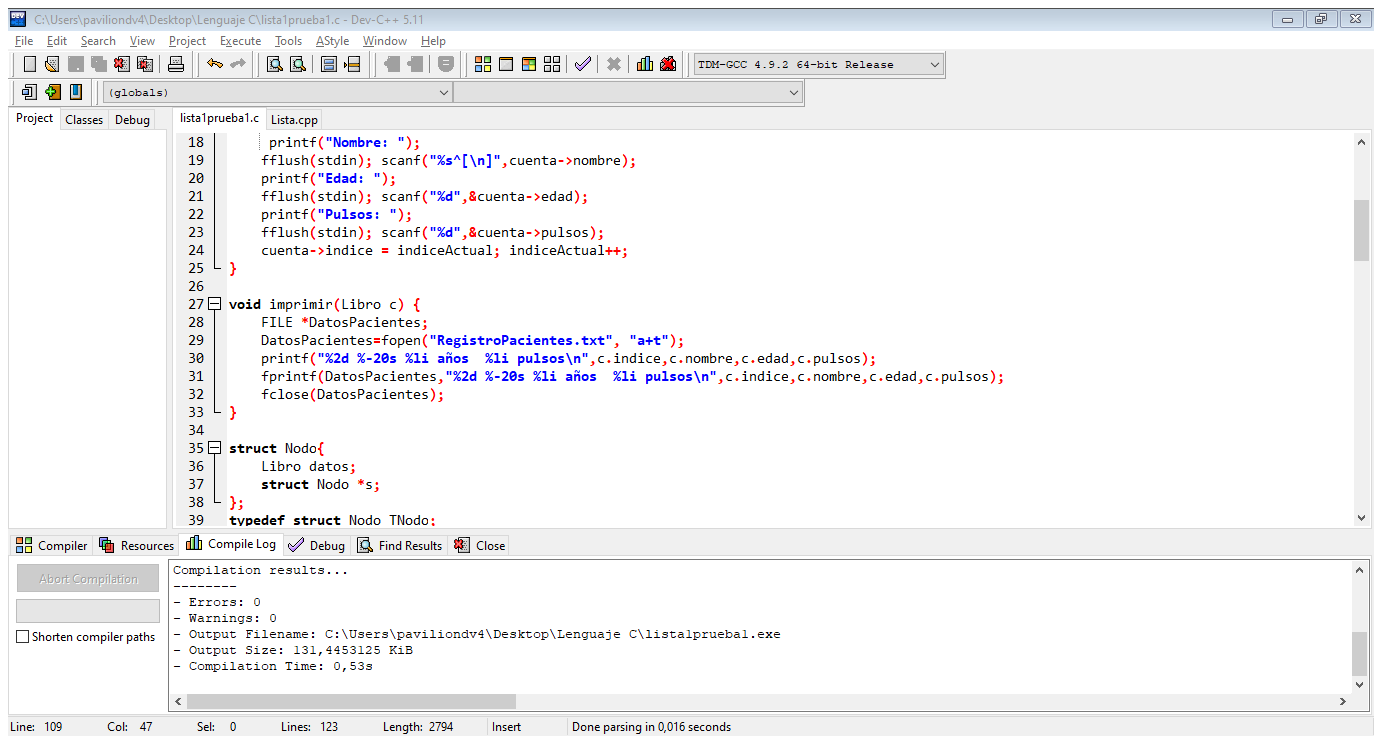 C:\Users\paviliondv4\Desktop\Lenguaje C\lista1prueba1.c - Dev-C++ 5.11
File Edit Search View Project Execute Tools AStyle Window Help
TDM-GCC 4.9.2 64-bit Release
(globals)
Project Classes Debug
lista1prueba1.c Lista.cpp
18 printf("Nombre: ");
19 fflush(stdin); scanf("%s^[\n]",cuenta->nombre);
20 printf("Edad: ");
21 fflush(stdin); scanf("%d",&cuenta->edad);
22 printf("Pulsos: ");
23 fflush(stdin); scanf("%d",&cuenta->pulsos);
24 cuenta->indice = indiceActual; indiceActual++;
25 }
26
27 void imprimir(Libro c) {
28 FILE *DatosPacientes;
29 DatosPacientes=fopen("RegistroPacientes.txt", "a+t");
30 printf("%2d %-20s %li años  %li pulsos\n",c.indice,c.nombre,c.edad,c.pulsos);
31 fprintf(DatosPacientes,"%2d %-20s %li años  %li pulsos\n",c.indice,c.nombre,c.edad,c.pulsos);
32 fclose(DatosPacientes);
33 }
34
35 struct Nodo{
36 Libro datos;
37 struct Nodo *s;
38 };
39 typedef struct Nodo TNodo;
Compiler Resources Compile Log Debug Find Results Close
Abort Compilation
Shorten compiler paths
Compilation results...
--------
- Errors: 0
- Warnings: 0
- Output Filename: C:\Users\paviliondv4\Desktop\Lenguaje C\lista1prueba1.exe
- Output Size: 131,4453125 KiB
- Compilation Time: 0,53s
Line: 109 Col: 47 Sel: 0 Lines: 123 Length: 2794 Insert Done parsing in 0,016 seconds